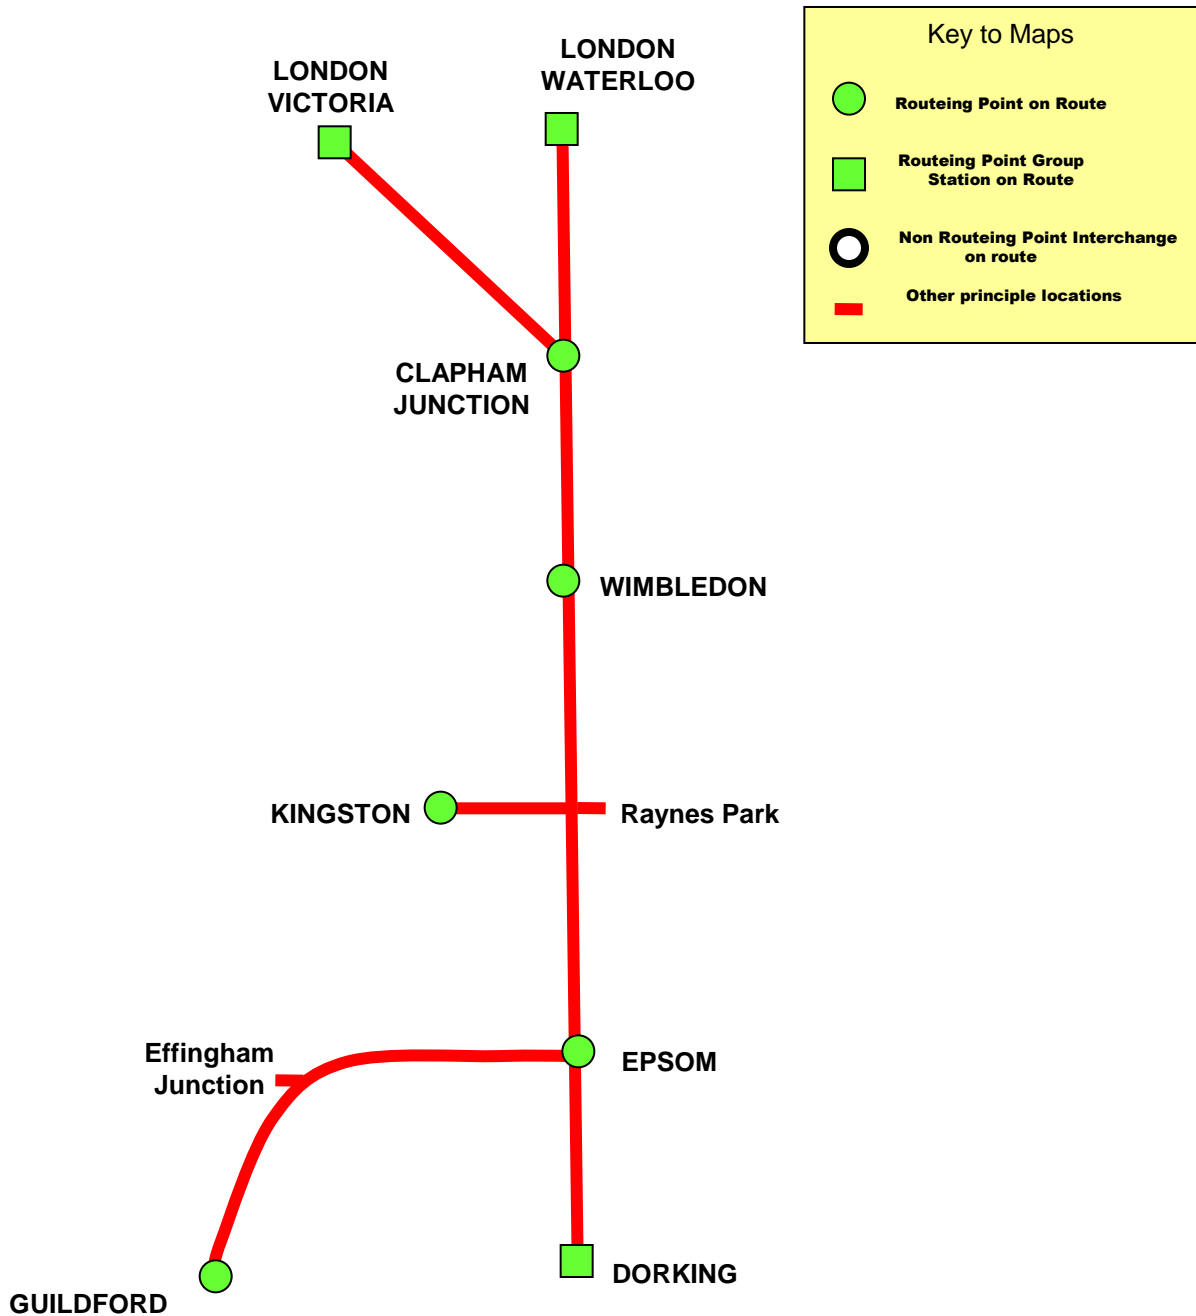 LONDON
VICTORIA
LONDON
WATERLOO
Key to Maps
Routeing Point on Route
Routeing Point Group
Station on Route
Non Routeing Point Interchange
on route
Other principle locations
CLAPHAM
JUNCTION
WIMBLEDON
KINGSTON
Raynes Park
Effingham
Junction
EPSOM
DORKING
GUILDFORD